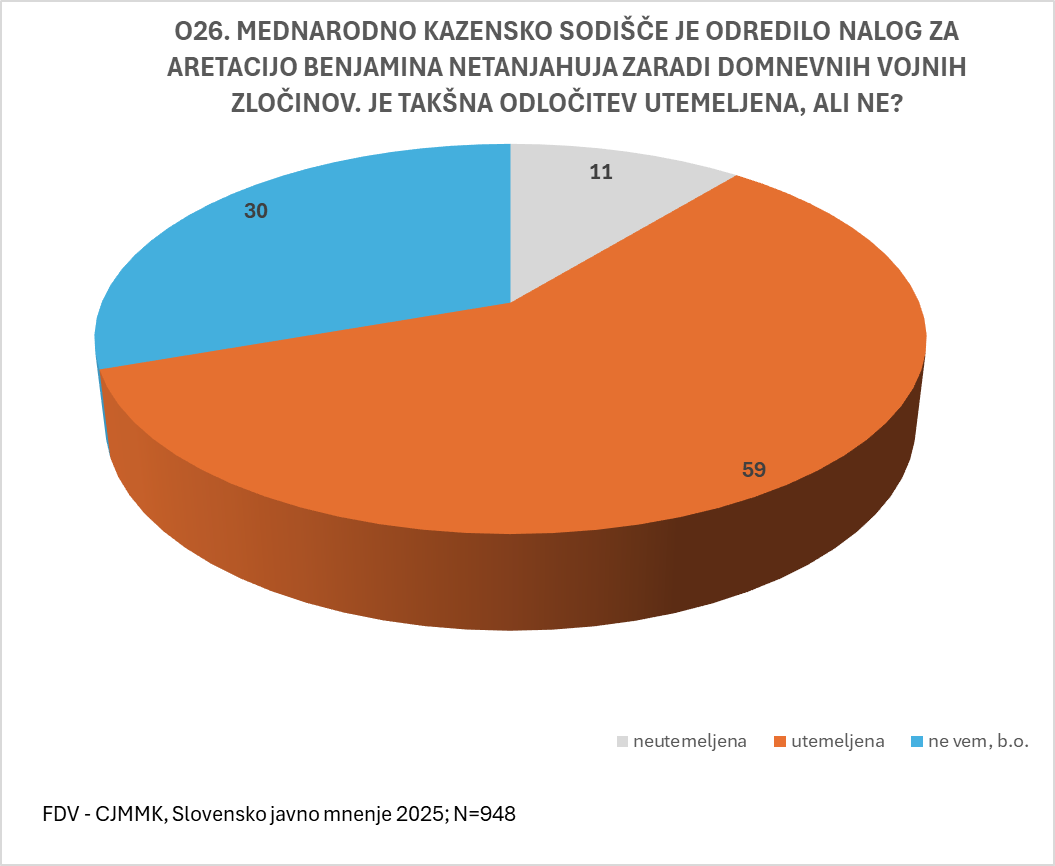 O26. MEDNARODNO KAZENSKO SODIŠČE JE ODREDILO NALOG ZA
ARETACIJO BENJAMINA NETANJAHUJA ZARADI DOMNEVNIH VOJNIH
ZLOČINOV. JE TAKŠNA ODLOČITEV UTEMELJENA, ALI NE?
11
30
59
neutemeljena utemeljena ne vem, b.o.
FDV - CJMMK, Slovensko javno mnenje 2025; N=948